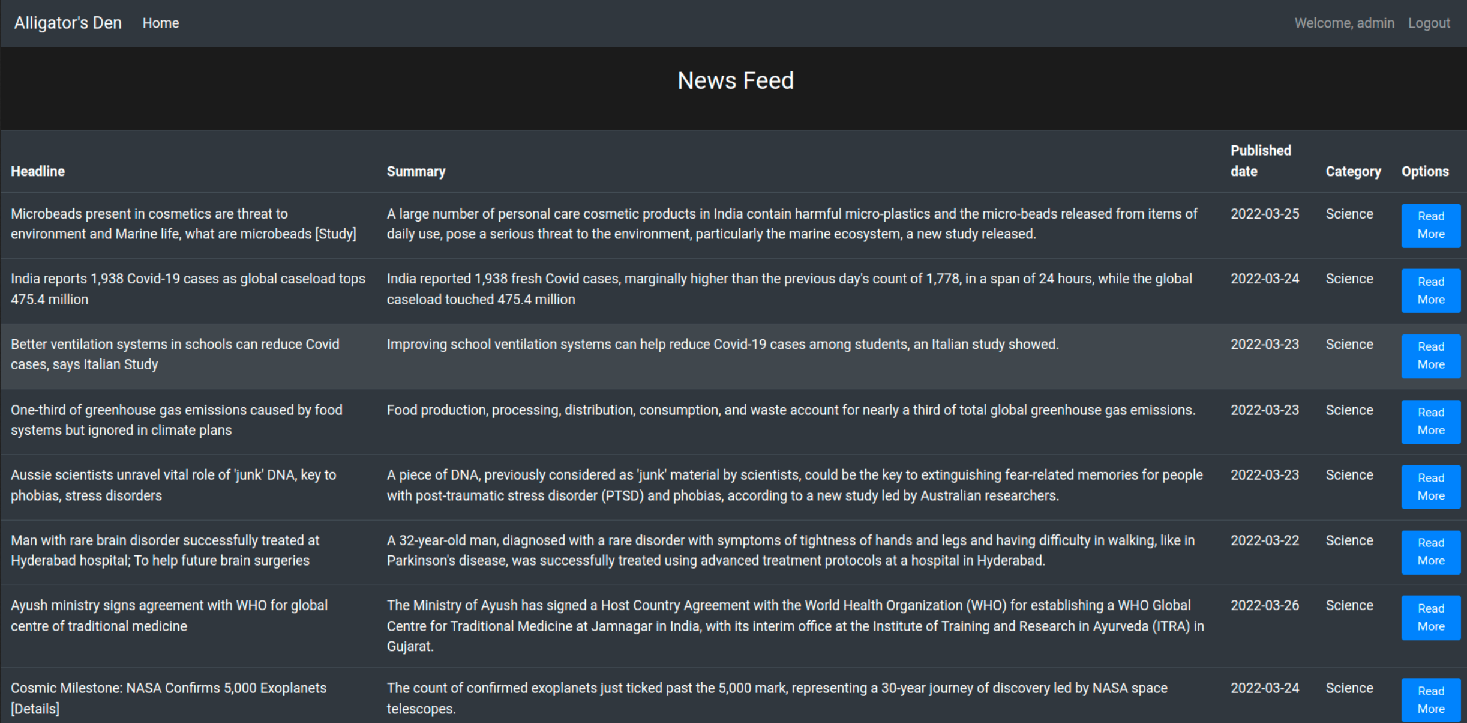 Alligator's Den Home Welcome, admin Logout
News Feed
Headline Summary Published date Category Options
Microbeads present in cosmetics are threat to
environment and Marine life, what are microbeads [Study]
A large number of personal care cosmetic products in India contain harmful micro-plastics and the micro-beads released from items of
daily use, pose a serious threat to the environment, particularly the marine ecosystem, a new study released.
2022-03-25
Science
Read
More
India reports 1,938 Covid-19 cases as global caseload tops
475.4 million
India reported 1,938 fresh Covid cases, marginally higher than the previous day's count of 1,778, in a span of 24 hours, while the global
caseload touched 475.4 million
2022-03-24
Science
Read
More
Better ventilation systems in schools can reduce Covid
cases, says Italian Study
Improving school ventilation systems can help reduce Covid-19 cases among students, an Italian study showed.
2022-03-23
Science
Read
More
One-third of greenhouse gas emissions caused by food
systems but ignored in climate plans
Food production, processing, distribution, consumption, and waste account for nearly a third of total global greenhouse gas emissions.
2022-03-23
Science
Read
More
Aussie scientists unravel vital role of 'junk' DNA, key to
phobias, stress disorders
A piece of DNA, previously considered as 'junk' material by scientists, could be the key to extinguishing fear-related memories for people
with post-traumatic stress disorder (PTSD) and phobias, according to a new study led by Australian researchers.
2022-03-23
Science
Read
More
Man with rare brain disorder successfully treated at
Hyderabad hospital; To help future brain surgeries
A 32-year-old man, diagnosed with a rare disorder with symptoms of tightness of hands and legs and having difficulty in walking, like in
Parkinson's disease, was successfully treated using advanced treatment protocols at a hospital in Hyderabad.
2022-03-22
Science
Read
More
Ayush ministry signs agreement with WHO for global
centre of traditional medicine
The Ministry of Ayush has signed a Host Country Agreement with the World Health Organization (WHO) for establishing a WHO Global
Centre for Traditional Medicine at Jamnagar in India, with its interim office at the Institute of Training and Research in Ayurveda (ITRA) in
Gujarat.
2022-03-26
Science
Read
More
Cosmic Milestone: NASA Confirms 5,000 Exoplanets
[Details]
The count of confirmed exoplanets just ticked past the 5,000 mark, representing a 30-year journey of discovery led by NASA space
telescopes.
2022-03-24
Science
Read
More